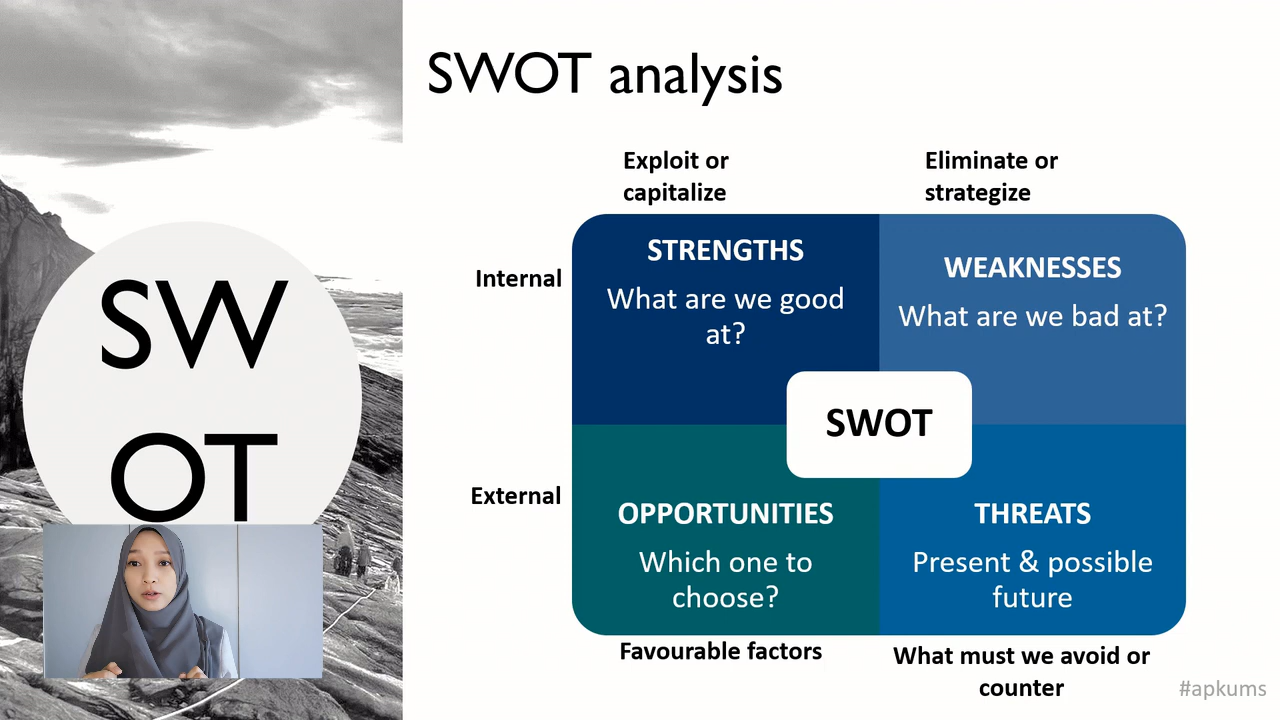 SWOT analysis
SW
OT
Exploit or
capitalize
Eliminate or
strategize
Internal
STRENGTHS
What are we good
at?
WEAKNESSES
What are we bad at?
SWOT
External
OPPORTUNITIES
Which one to
choose?
THREATS
Present & possible
future
Favourable factors
What must we avoid or
counter
#apkums